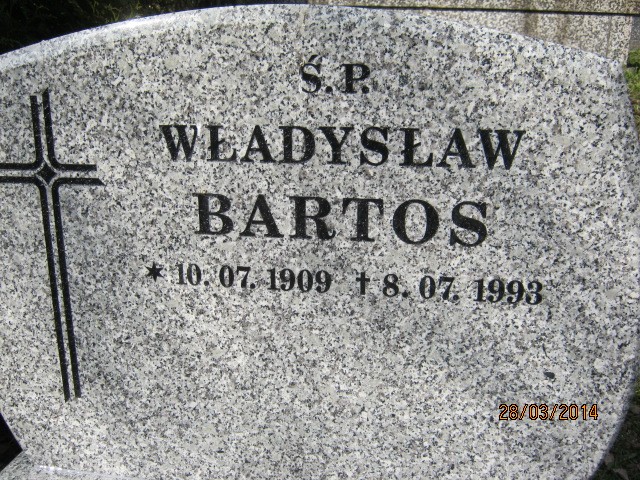 Ś.P.
WŁADYSŁAW
BARTOS
* 10. 07. 1909 † 8. 07. 1993
28/03/2014